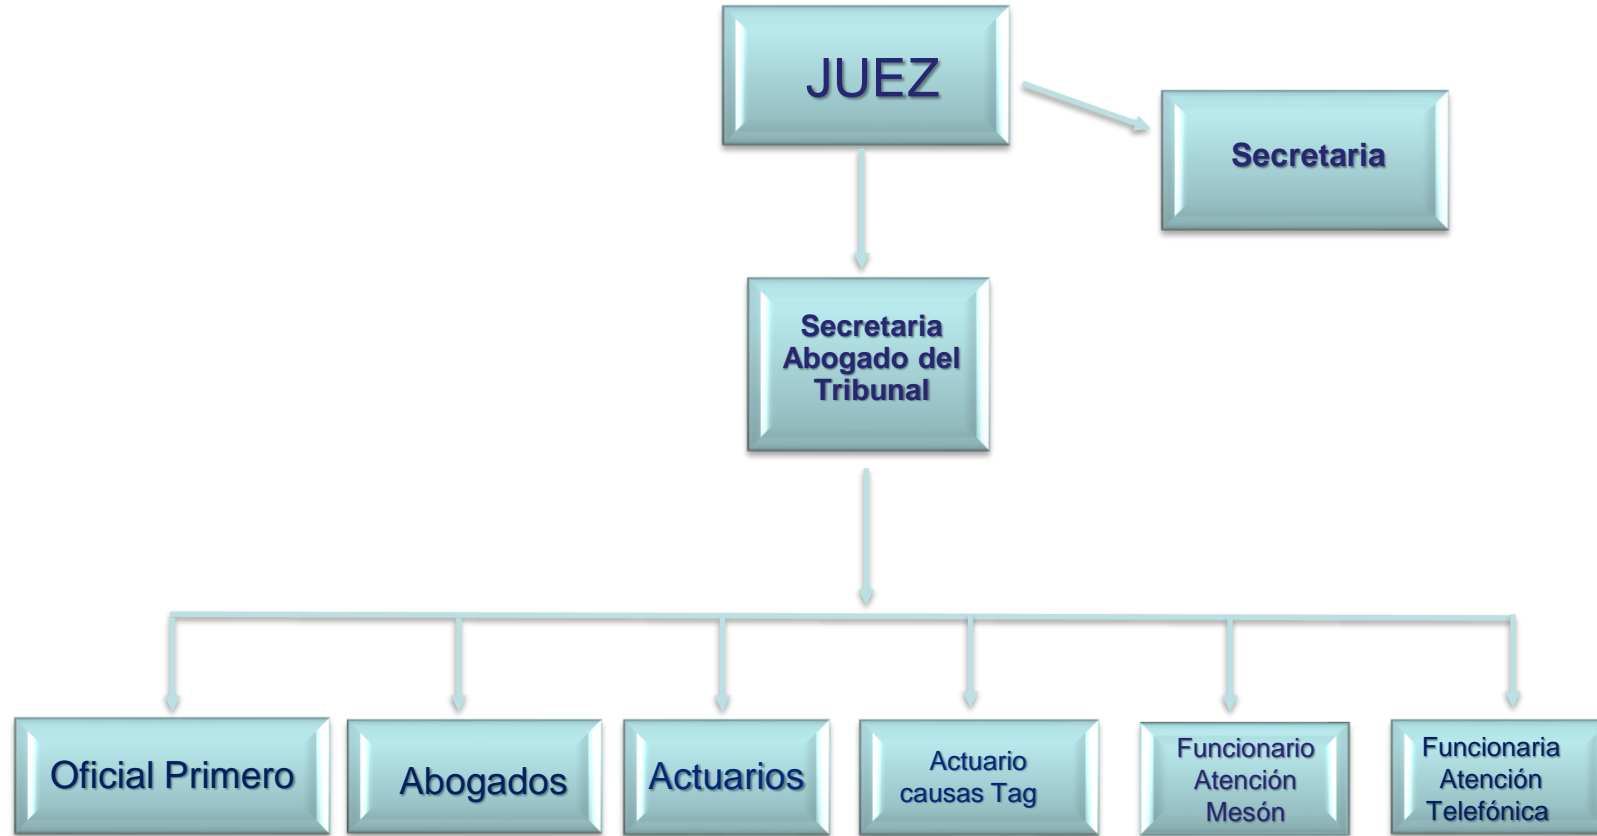 JUEZ
Secretaria
Secretaria
Abogado del
Tribunal
Oficial Primero
Abogados
Actuarios
Actuario
causas Tag
Funcionario
Atención
Mesón
Funcionaria
Atención
Telefónica